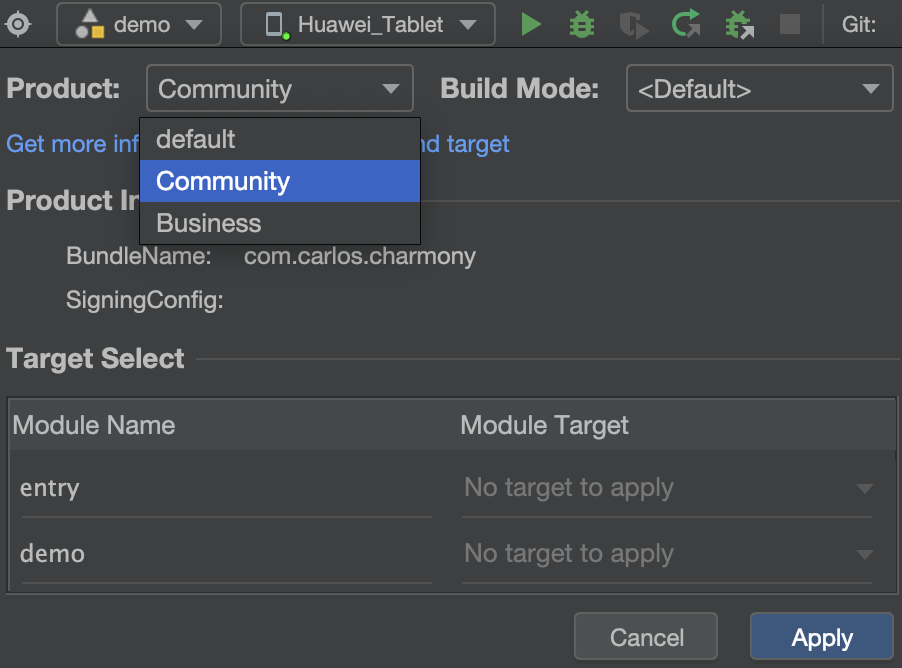 demo Huawei_Tablet Git:
Product: Community Build Mode: <Default>
default
Get more inf nd target
Community
Product In
Business
BundleName: com.carlos.charmony
SigningConfig:
Target Select
Module Name Module Target
entry No target to apply
demo No target to apply
Cancel Apply